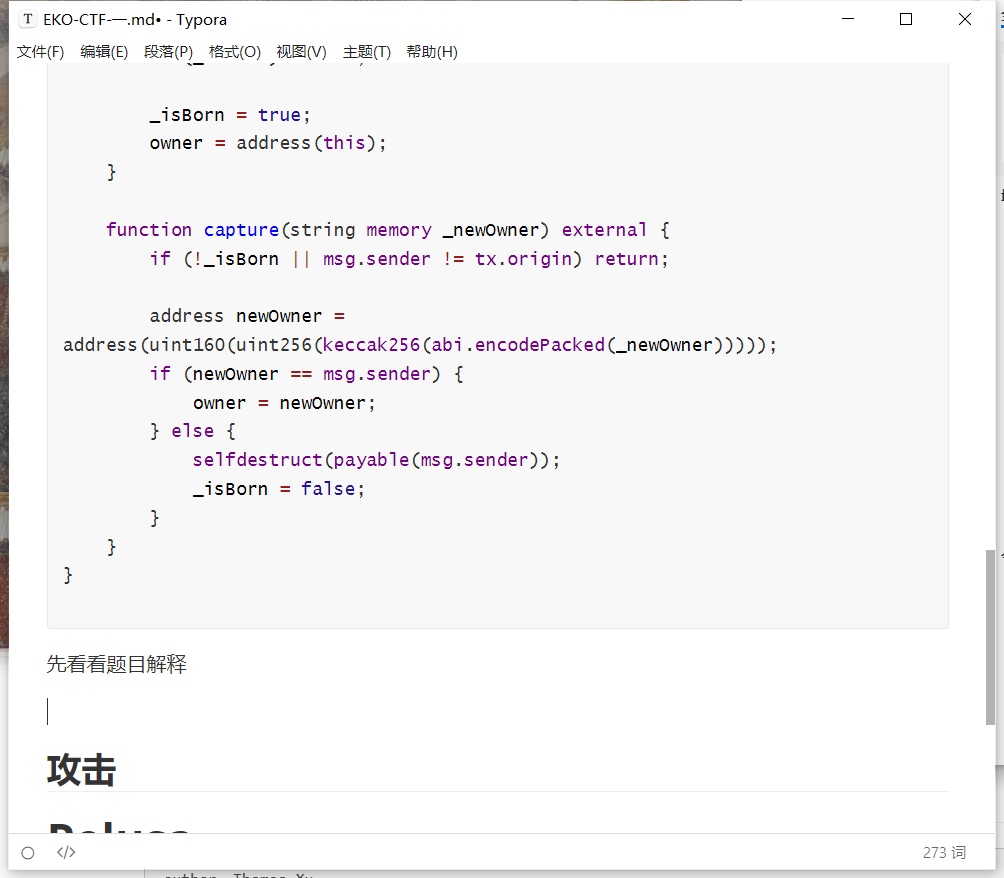 EKO-CTF-一.md• - Typora
文件(F) 编辑(E) 段落(P) 格式(O) 视图(V) 主题(T) 帮助(H)
_isBorn = true;
owner = address(this);
}
function capture(string memory _newOwner) external {
if (!_isBorn || msg.sender != tx.origin) return;
address newOwner =
address(uint160(uint256(keccak256(abi.encodePacked(_newOwner)))));
if (newOwner == msg.sender) {
owner = newOwner;
} else {
selfdestruct(payable(msg.sender));
_isBorn = false;
}
}
}
先看看题目解释
攻击
</> 273 词